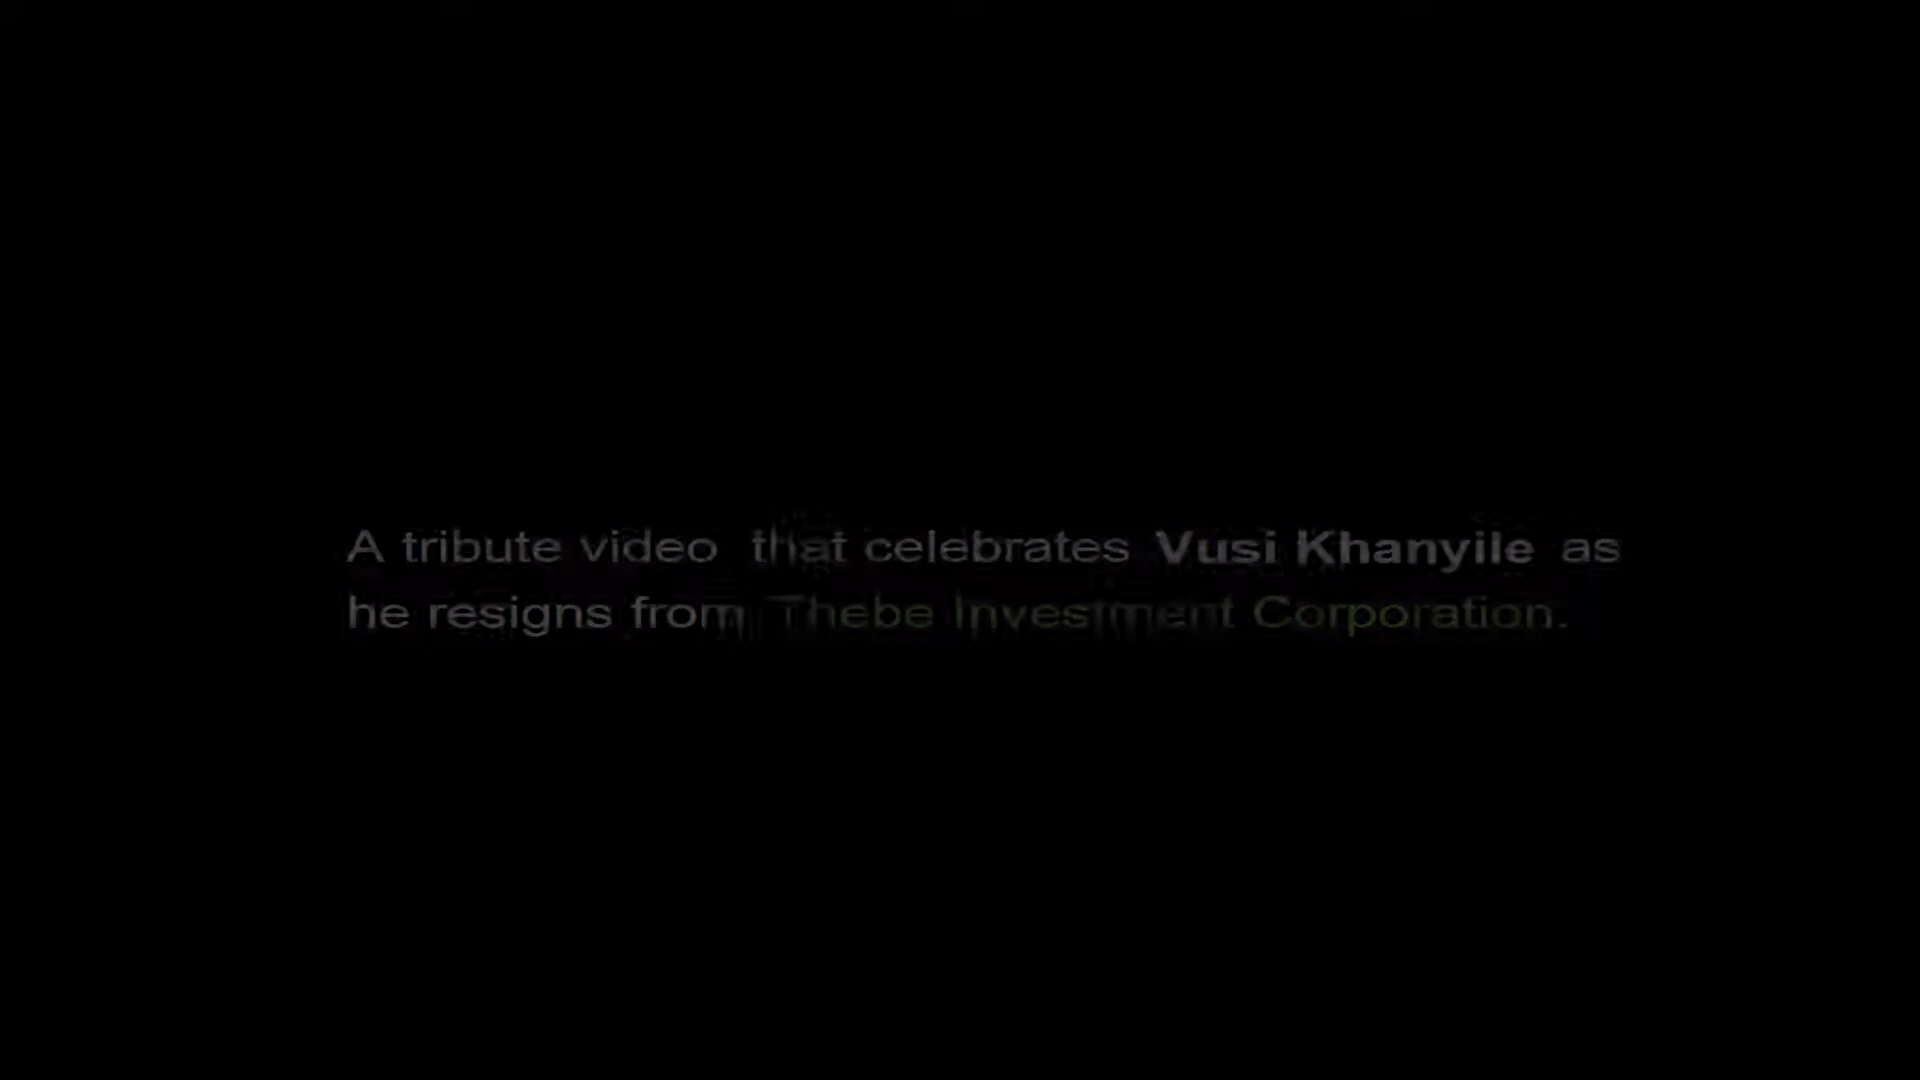 A tribute video that celebrates Vusi Khanyile as
he resigns from Thebe Investment Corporation.